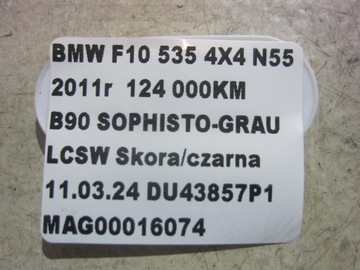 BMW F10 535 4X4 N55
2011r 124 000KM
B90 SOPHISTO-GRAU
LCSW Skora/czarna
11.03.24 DU43857P1
MAG00016074